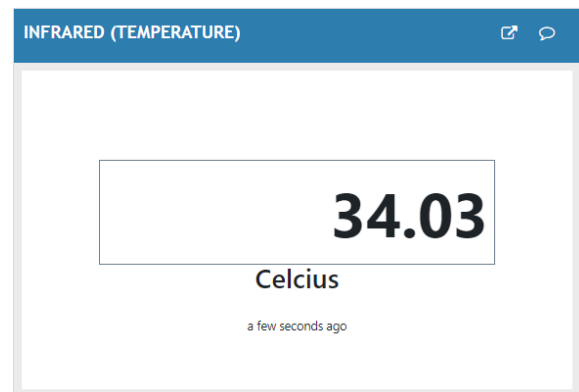 INFRARED (TEMPERATURE)
34.03
Celcius
a few seconds ago